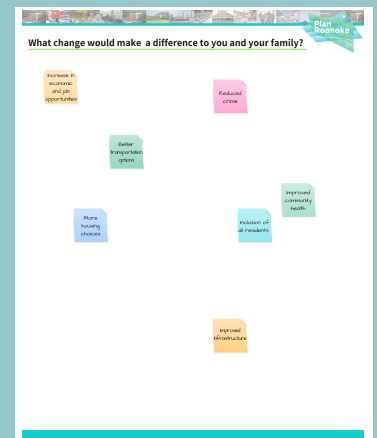 Plan
Roanoke
What change would make a difference to you and your family?
Increase in
economic
and job
opportunities
Reduced
crime
Better
transportation
options
Improved
community
health
More
housing
choices
Inclusion of
all residents
Improved
infrastructure